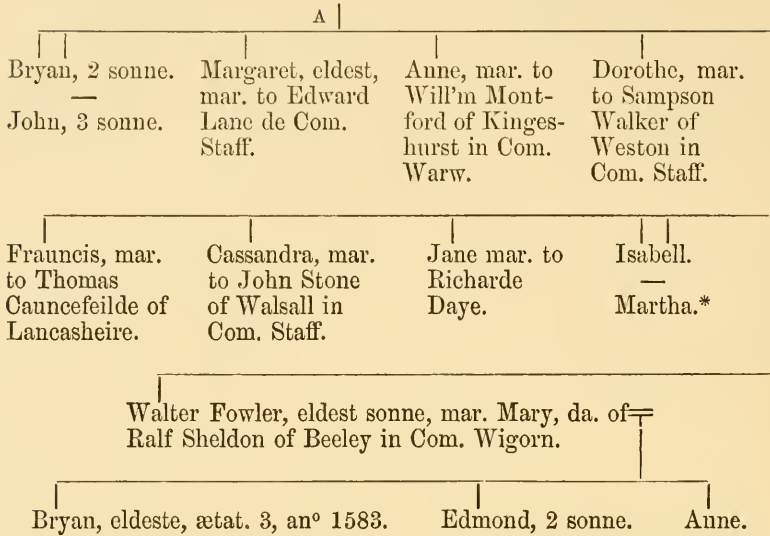 A
Bryan, 2 sonne.
—
John, 3 sonne.
Margaret, eldest,
mar. to Edward
Lane de Com.
Staff.
Anne, mar. to
Will'm Mont-
ford of Kinges-
hurst in Com.
Warw.
Dorothe, mar.
to Sampson
Walker of
Weston in
Com. Staff.
Frauncis, mar.
to Thomas
Cauncefeilde of
Lancasheire.
Cassandra, mar.
to John Stone
of Walsall in
Com. Staff.
Jane mar. to
Richarde
Daye.
Isabell.
—
Martha.*
Walter Fowler, eldest sonne, mar. Mary, da. of
Ralf Sheldon of Beeley in Com. Wigorn.
Bryan, eldeste, ætat. 3, anº 1583.
Edmond, 2 sonne.
Anne.